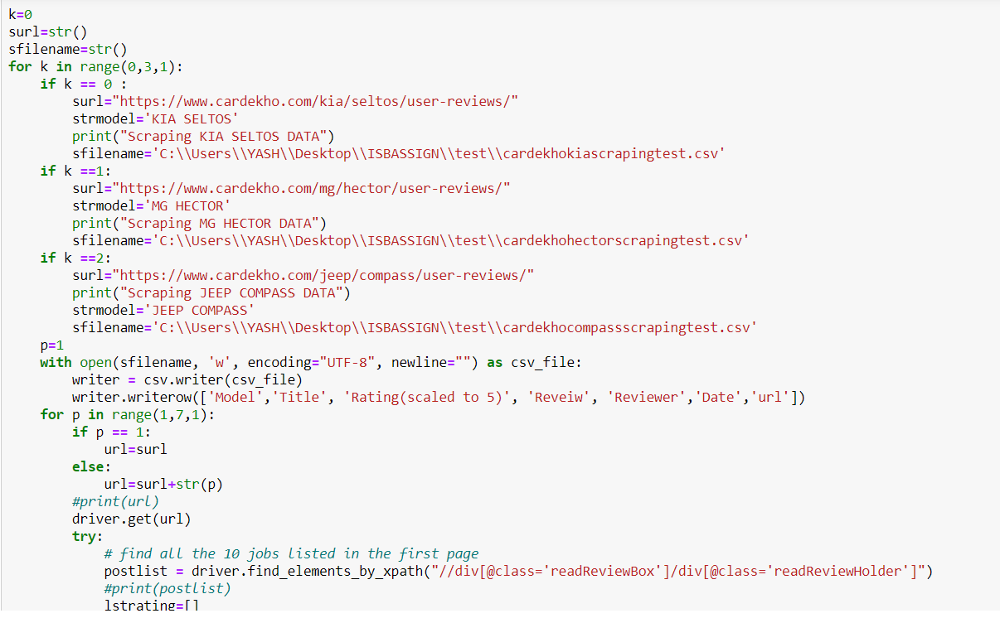 k=0
surl=str()
sfilename=str()
for k in range(0,3,1):
    if k == 0 :
        surl="https://www.cardekho.com/kia/seltos/user-reviews/"
        strmodel='KIA SELTOS'
        print("Scraping KIA SELTOS DATA")
        sfilename='C:\\Users\\YASH\\Desktop\\ISBASSIGN\\test\\cardekhokiascrapingtest.csv'
    if k ==1:
        surl="https://www.cardekho.com/mg/hector/user-reviews/"
        strmodel='MG HECTOR'
        print("Scraping MG HECTOR DATA")
        sfilename='C:\\Users\\YASH\\Desktop\\ISBASSIGN\\test\\cardekhohectorscrapingtest.csv'
    if k ==2:
        surl="https://www.cardekho.com/jeep/compass/user-reviews/"
        print("Scraping JEEP COMPASS DATA")
        strmodel='JEEP COMPASS'
        sfilename='C:\\Users\\YASH\\Desktop\\ISBASSIGN\\test\\cardekhocompassscrapingtest.csv'
    p=1
    with open(sfilename, 'w', encoding="UTF-8", newline="") as csv_file:
        writer = csv.writer(csv_file)
        writer.writerow(['Model','Title', 'Rating(scaled to 5)', 'Reveiw', 'Reviewer','Date','url'])
    for p in range(1,7,1):
        if p == 1:
            url=surl
        else:
            url=surl+str(p)
        #print(url)
        driver.get(url)
        try:
            # find all the 10 jobs listed in the first page
            postlist = driver.find_elements_by_xpath("//div[@class='readReviewBox']/div[@class='readReviewHolder']")
            #print(postlist)
            lstrating=[]